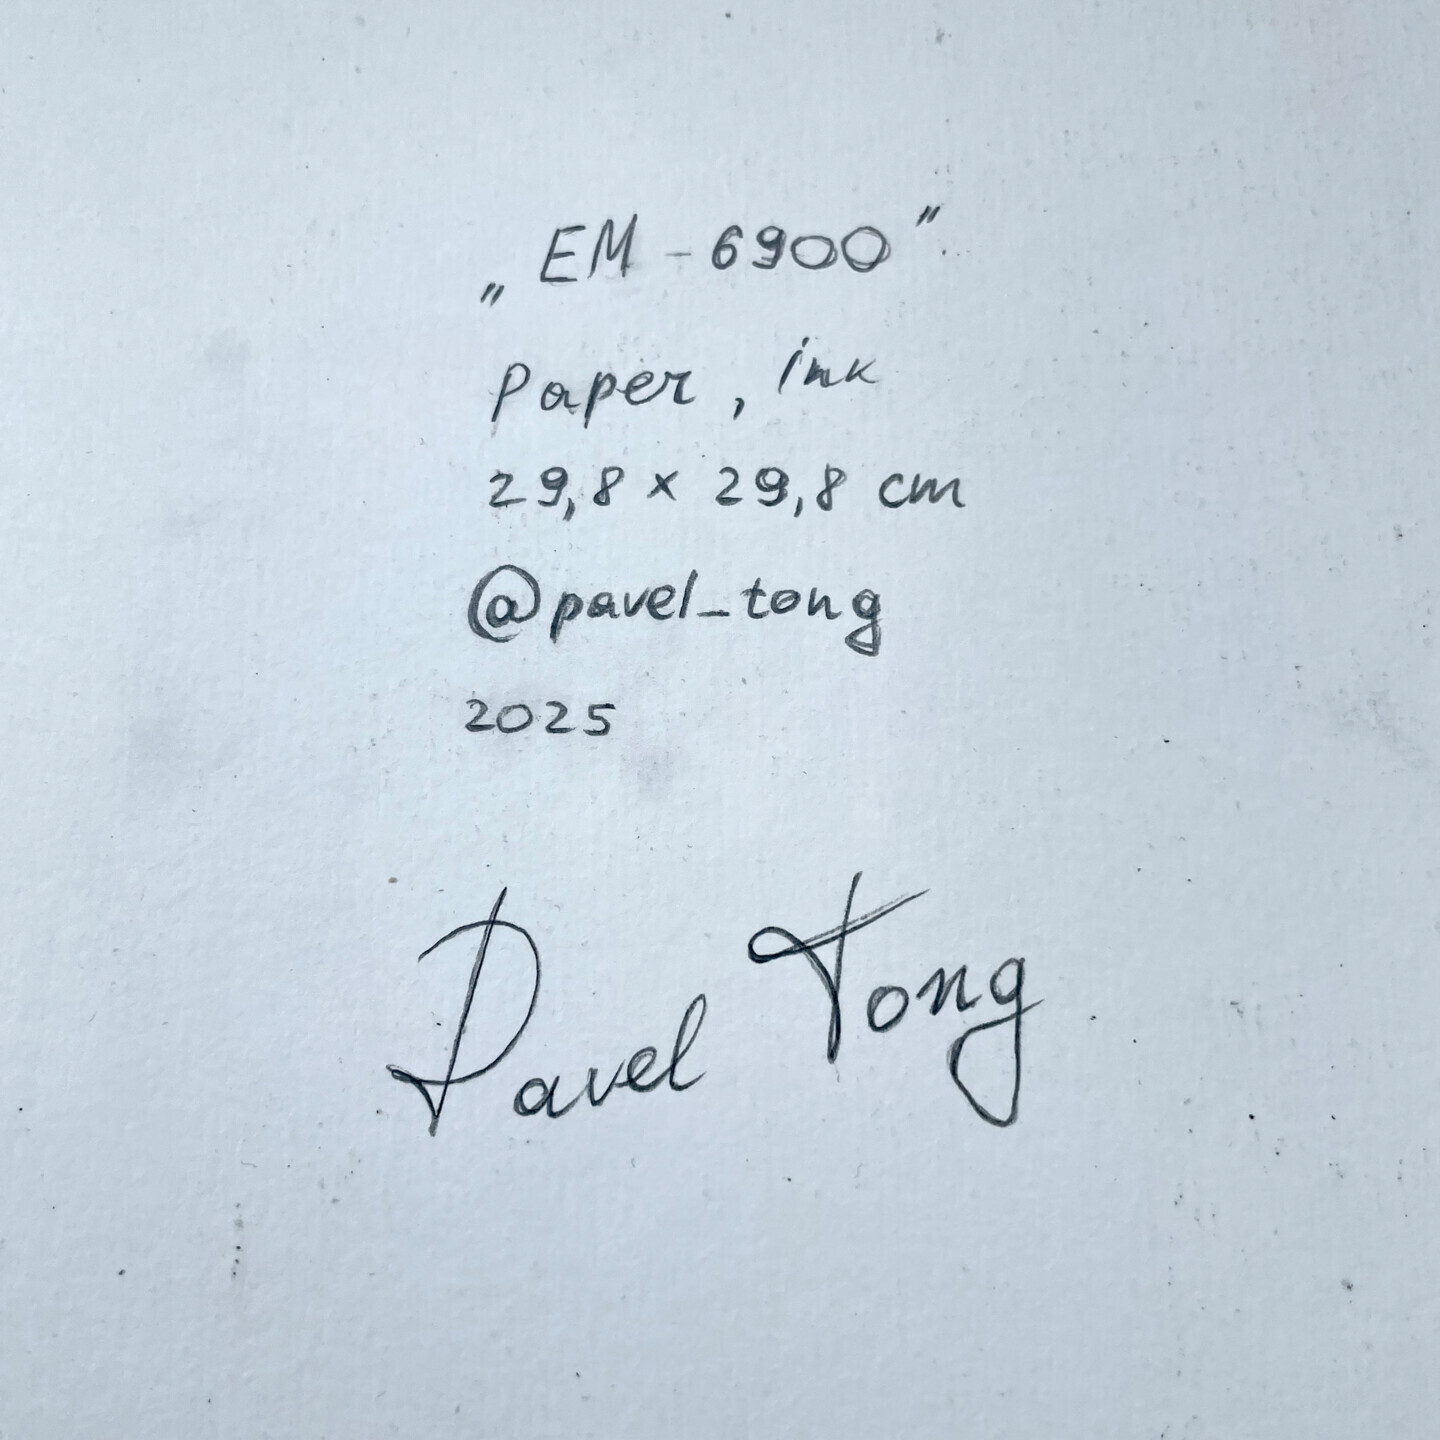 „EM - 6900"
Paper, ink
29,8 x 29,8 cm
@pavel_tong
2025
Pavel Tong